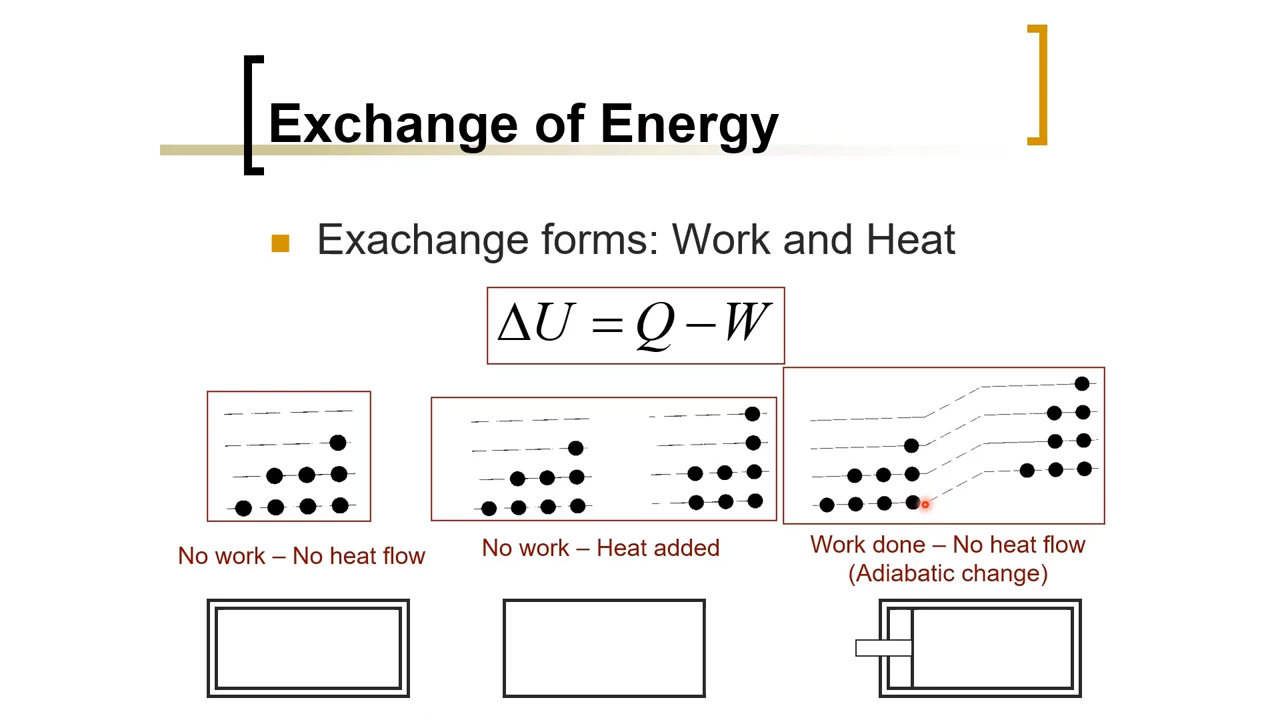 Exchange of Energy
Exachange forms: Work and Heat
ΔU = Q − W
No work – No heat flow
No work – Heat added
Work done – No heat flow
(Adiabatic change)